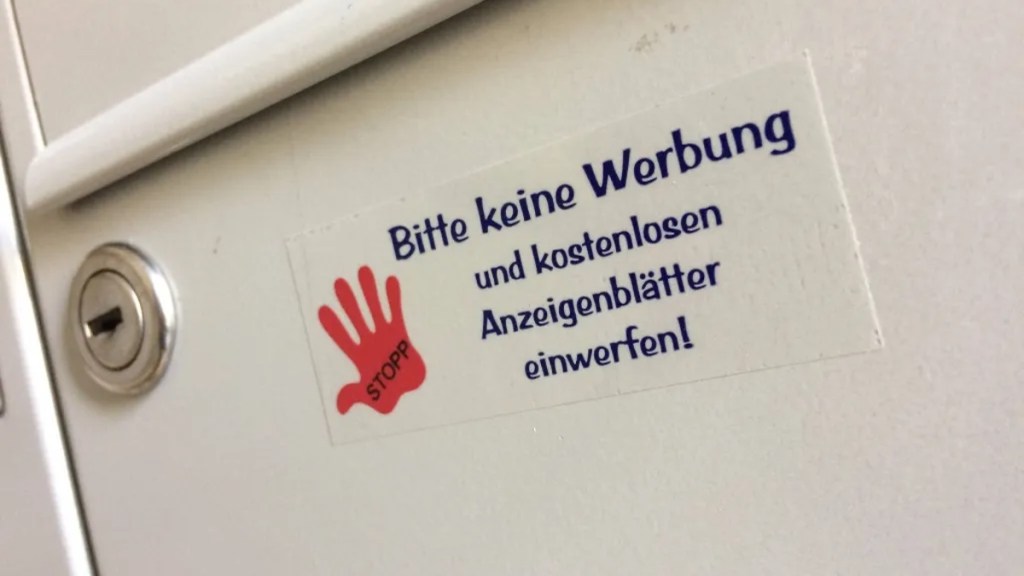 Bitte keine Werbung
und kostenlosen
Anzeigenblätter
einwerfen!
STOPP